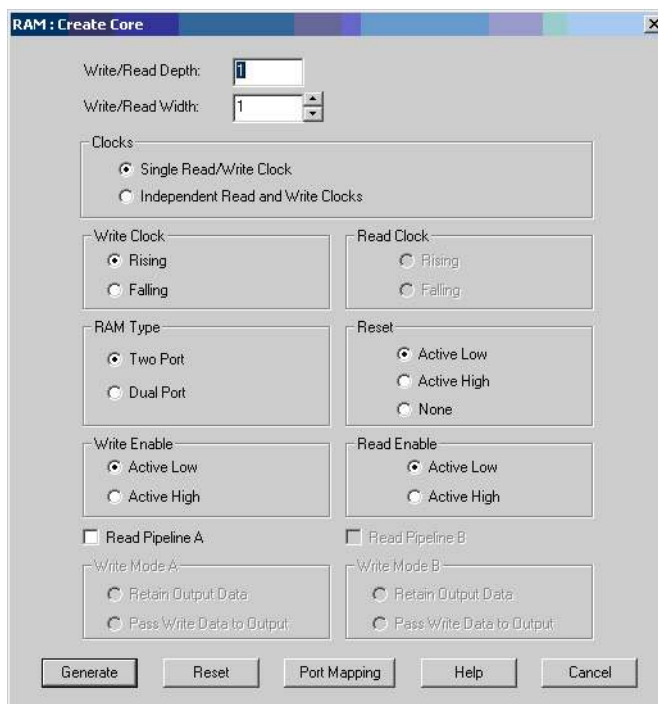 RAM : Create Core
Write/Read Depth: 1
Write/Read Width: 1
Clocks
Single Read/Write Clock
Independent Read and Write Clocks
Write Clock
Rising
Falling
Read Clock
Rising
Falling
RAM Type
Two Port
Dual Port
Reset
Active Low
Active High
None
Write Enable
Active Low
Active High
Read Enable
Active Low
Active High
Read Pipeline A
Read Pipeline B
Write Mode A
Retain Output Data
Pass Write Data to Output
Write Mode B
Retain Output Data
Pass Write Data to Output
Generate Reset Port Mapping Help Cancel